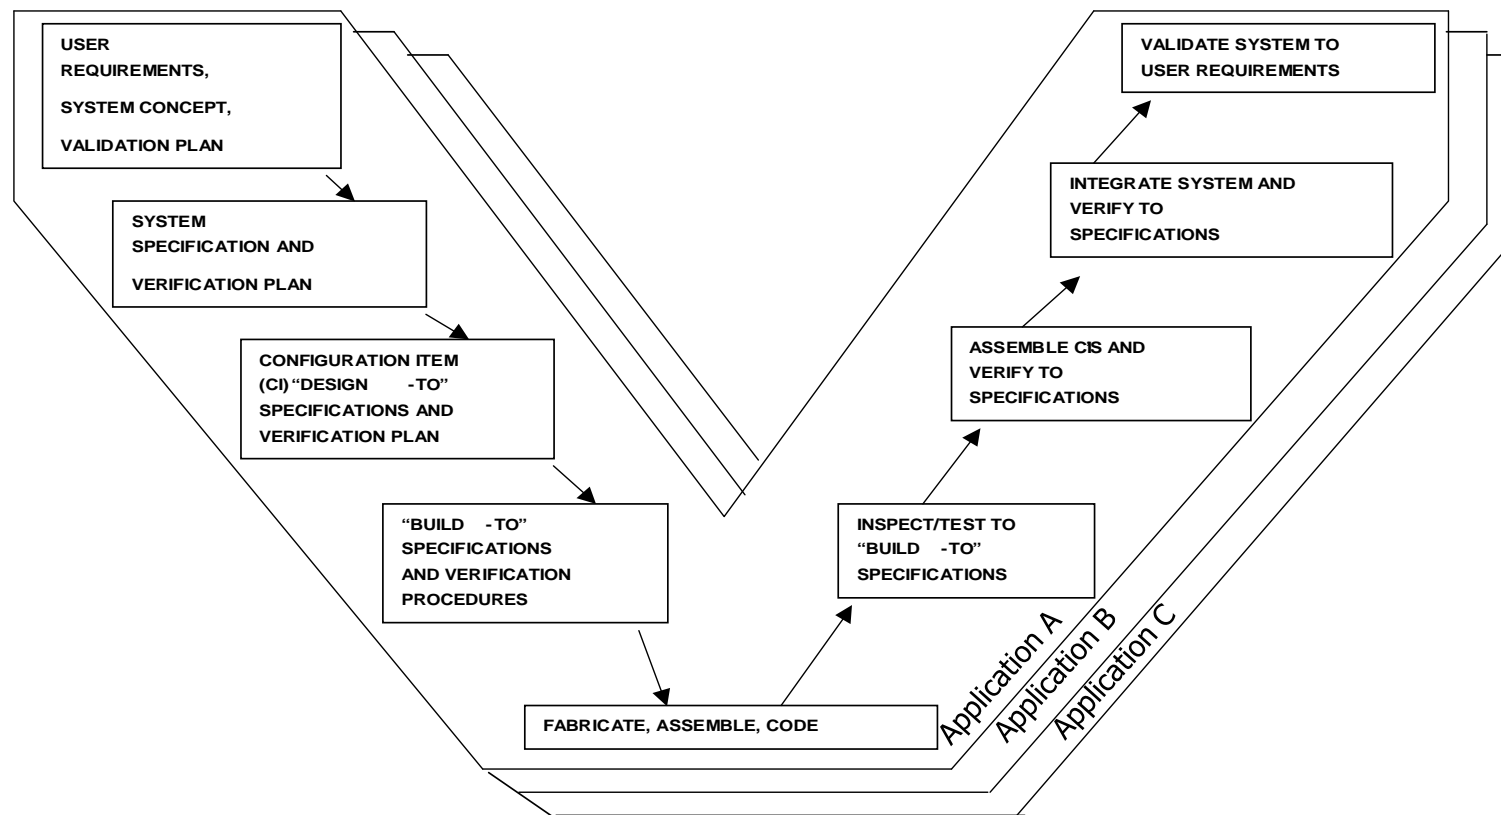 USER
REQUIREMENTS,
SYSTEM CONCEPT,
VALIDATION PLAN
SYSTEM
SPECIFICATION AND
VERIFICATION PLAN
CONFIGURATION ITEM
(CI) “DESIGN -TO”
SPECIFICATIONS AND
VERIFICATION PLAN
“BUILD -TO”
SPECIFICATIONS
AND VERIFICATION
PROCEDURES
FABRICATE, ASSEMBLE, CODE
INSPECT/TEST TO
“BUILD -TO”
SPECIFICATIONS
ASSEMBLE CIS AND
VERIFY TO
SPECIFICATIONS
INTEGRATE SYSTEM AND
VERIFY TO
SPECIFICATIONS
VALIDATE SYSTEM TO
USER REQUIREMENTS
Application A
Application B
Application C